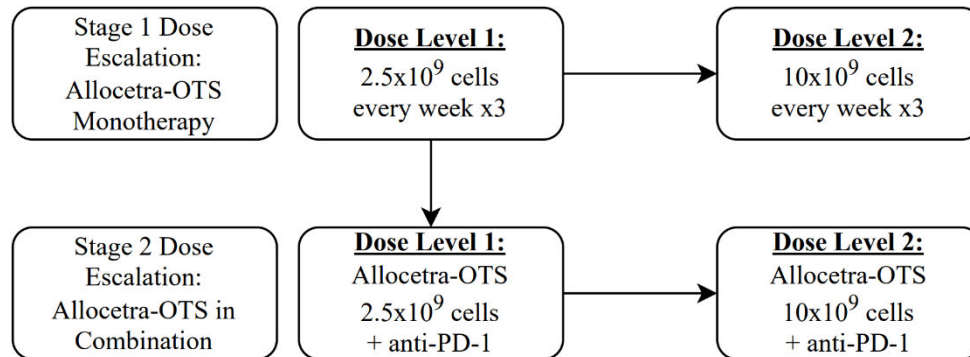 Stage 1 Dose
Escalation:
Allocetra-OTS
Monotherapy
Dose Level 1:
2.5x10⁹ cells
every week x3
Dose Level 2:
10x10⁹ cells
every week x3
Stage 2 Dose
Escalation:
Allocetra-OTS in
Combination
Dose Level 1:
Allocetra-OTS
2.5x10⁹ cells
+ anti-PD-1
Dose Level 2:
Allocetra-OTS
10x10⁹ cells
+ anti-PD-1